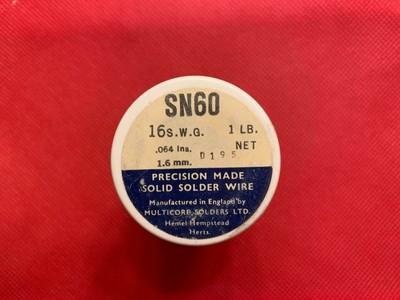 SN60
16S.W.G. 1 LB.
.064 Ins. NET
1.6 mm. D195
PRECISION MADE
SOLID SOLDER WIRE
Manufactured in England by
MULTICORE SOLDERS LTD.
Hemel Hempstead
Herts